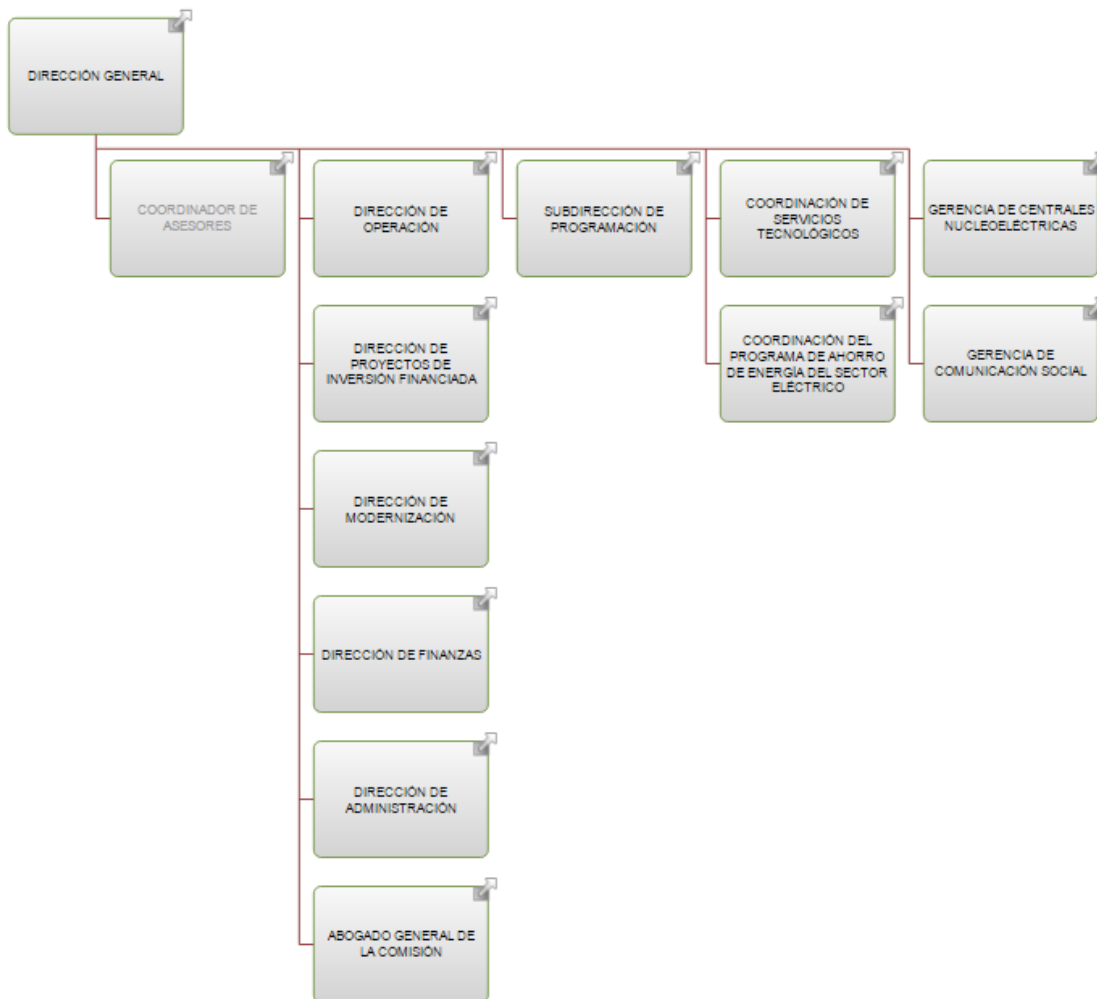 DIRECCIÓN GENERAL
COORDINADOR DE
ASESORES
DIRECCIÓN DE
OPERACIÓN
SUBDIRECCIÓN DE
PROGRAMACIÓN
COORDINACIÓN DE
SERVICIOS
TECNOLÓGICOS
GERENCIA DE CENTRALES
NUCLEOELÉCTRICAS
DIRECCIÓN DE
PROYECTOS DE
INVERSIÓN FINANCIADA
COORDINACIÓN DEL
PROGRAMA DE AHORRO
DE ENERGÍA DEL SECTOR
ELÉCTRICO
GERENCIA DE
COMUNICACIÓN SOCIAL
DIRECCIÓN DE
MODERNIZACIÓN
DIRECCIÓN DE FINANZAS
DIRECCIÓN DE
ADMINISTRACIÓN
ABOGADO GENERAL DE
LA COMISIÓN